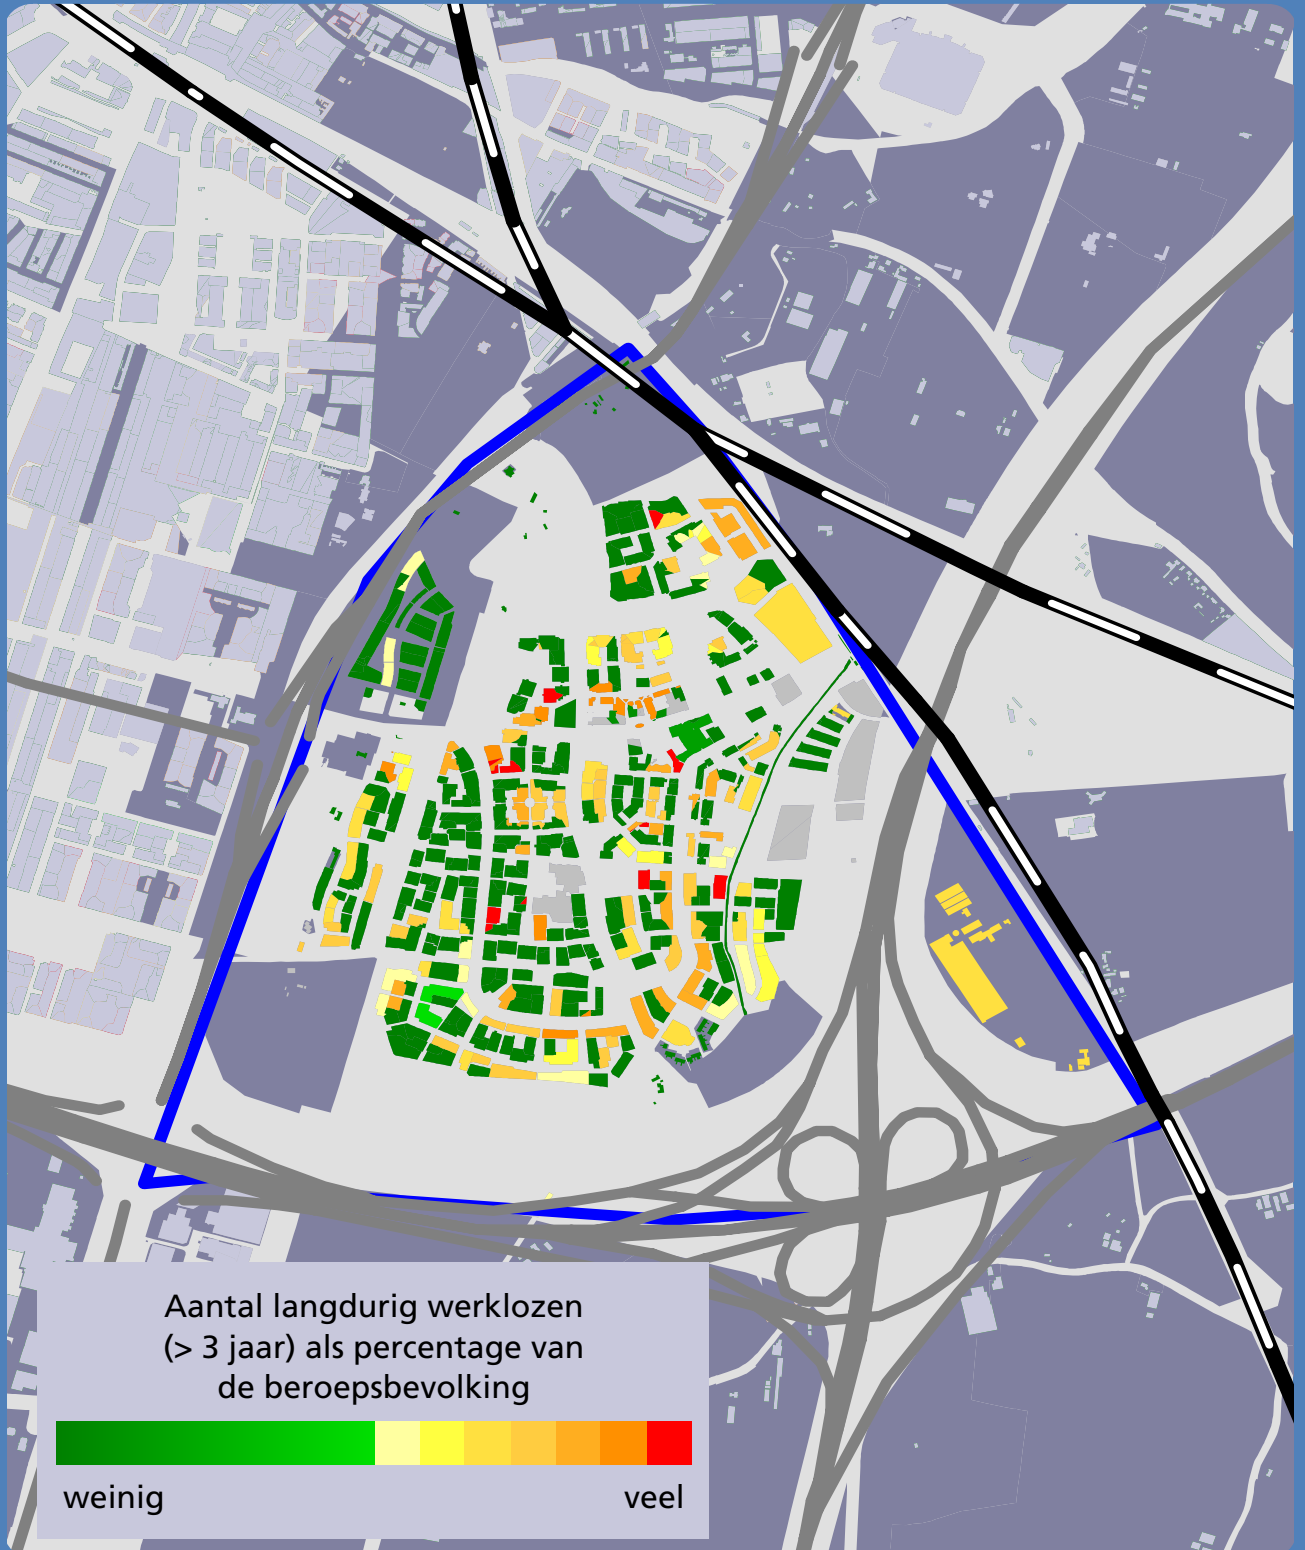 Aantal langdurig werklozen
(> 3 jaar) als percentage van
de beroepsbevolking
weinig veel